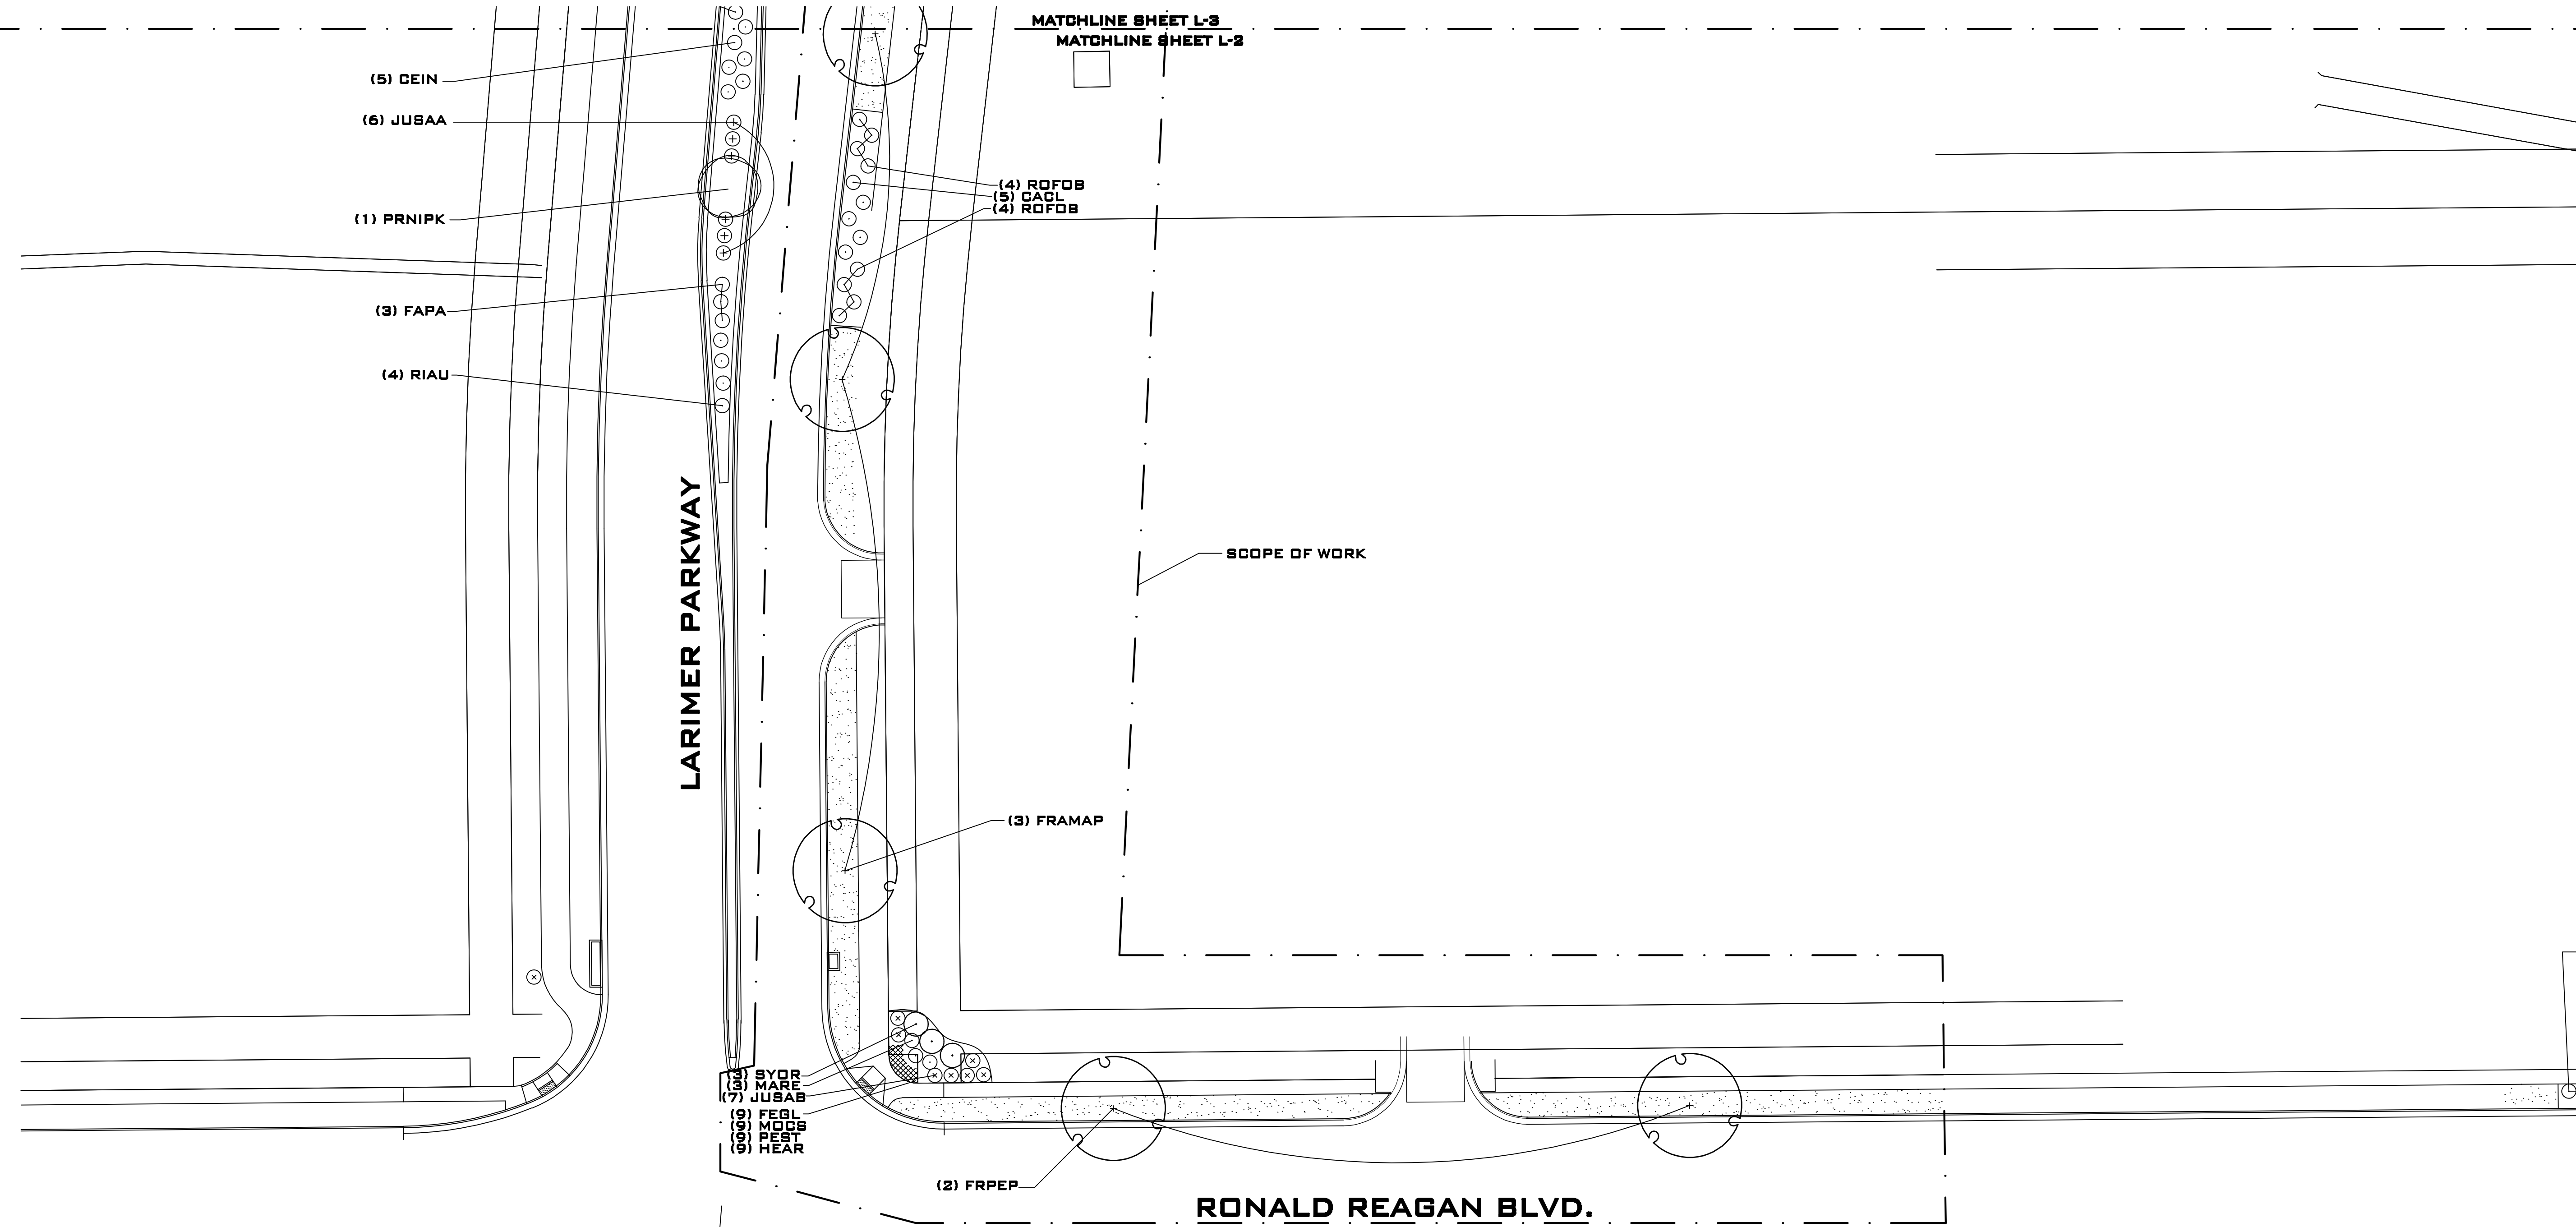 MATCHLINE SHEET L-3
MATCHLINE SHEET L-2
(5) CEIN
(6) JUSAA
(1) PRNIPK
(3) FAPA
(4) RIAU
(4) ROFOB
(5) CACL
(4) ROFOB
LARIMER PARKWAY
SCOPE OF WORK
(3) FRAMAP
(3) SYOR
(3) MARE
(7) JUSAB
(9) FEGL
(9) MOCS
(9) PEST
(9) HEAR
(2) FRPEP
RONALD REAGAN BLVD.